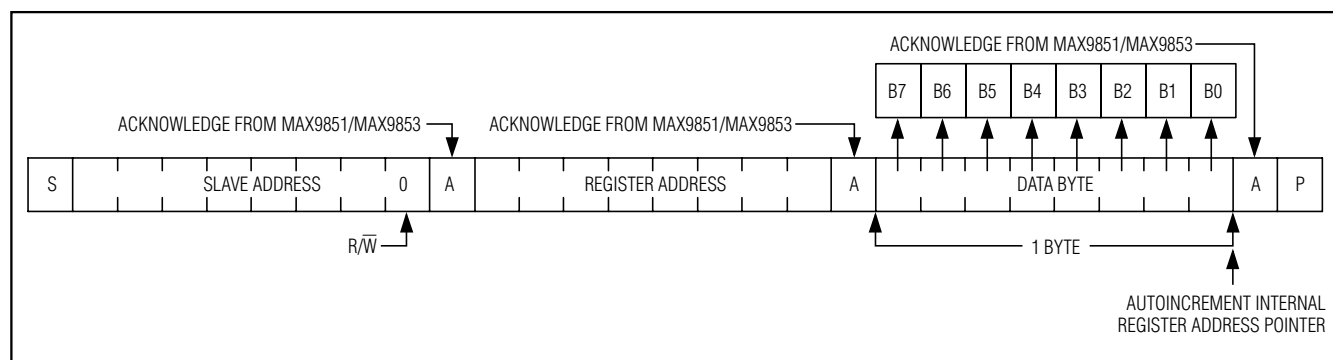 ACKNOWLEDGE FROM MAX9851/MAX9853
B7 B6 B5 B4 B3 B2 B1 B0
ACKNOWLEDGE FROM MAX9851/MAX9853 ACKNOWLEDGE FROM MAX9851/MAX9853
S SLAVE ADDRESS 0 A REGISTER ADDRESS A DATA BYTE A P
R/W̅ 1 BYTE
AUTOINCREMENT INTERNAL
REGISTER ADDRESS POINTER